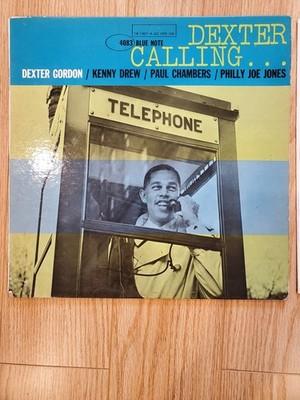 DEXTER
4083 BLUE NOTE
CALLING...
DEXTER GORDON / KENNY DREW / PAUL CHAMBERS / PHILLY JOE JONES
TELEPHONE